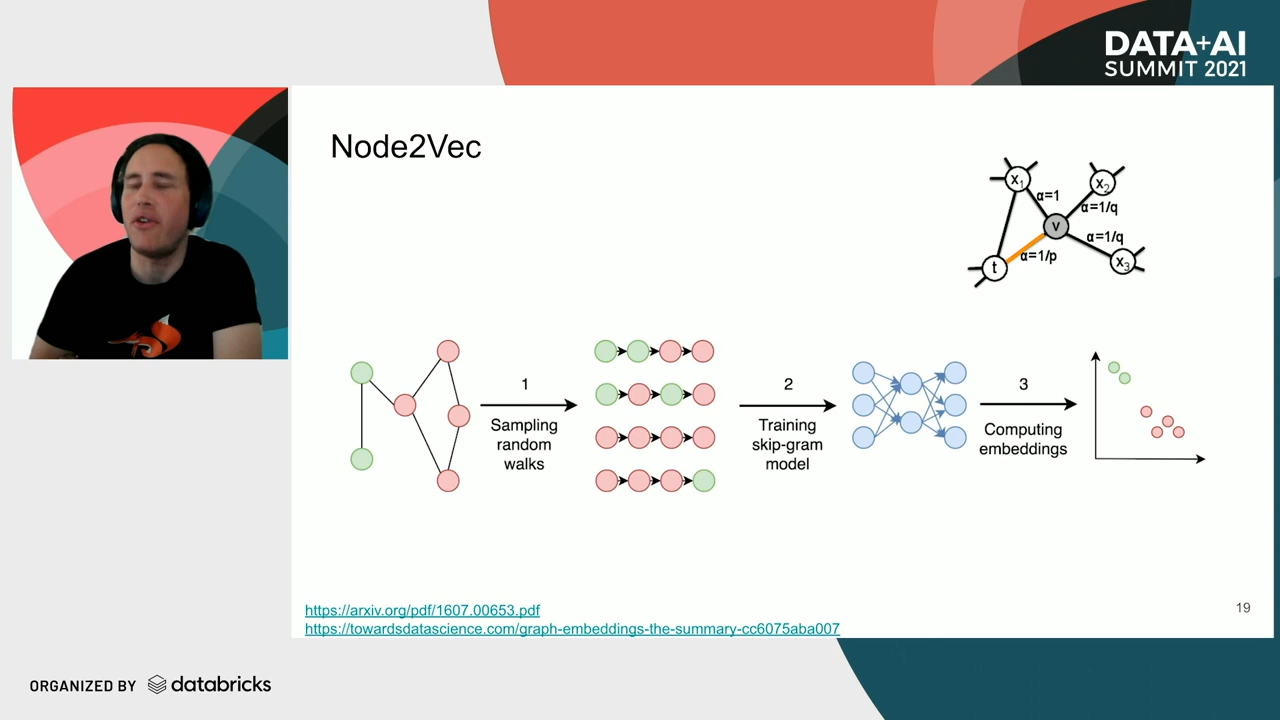 DATA+AI
SUMMIT 2021
Node2Vec
x1
x2
α=1
α=1/q
v
α=1/q
α=1/p
t
x3
1
Sampling
random
walks
2
Training
skip-gram
model
3
Computing
embeddings
https://arxiv.org/pdf/1607.00653.pdf
https://towardsdatascience.com/graph-embeddings-the-summary-cc6075aba007
19
ORGANIZED BY databricks